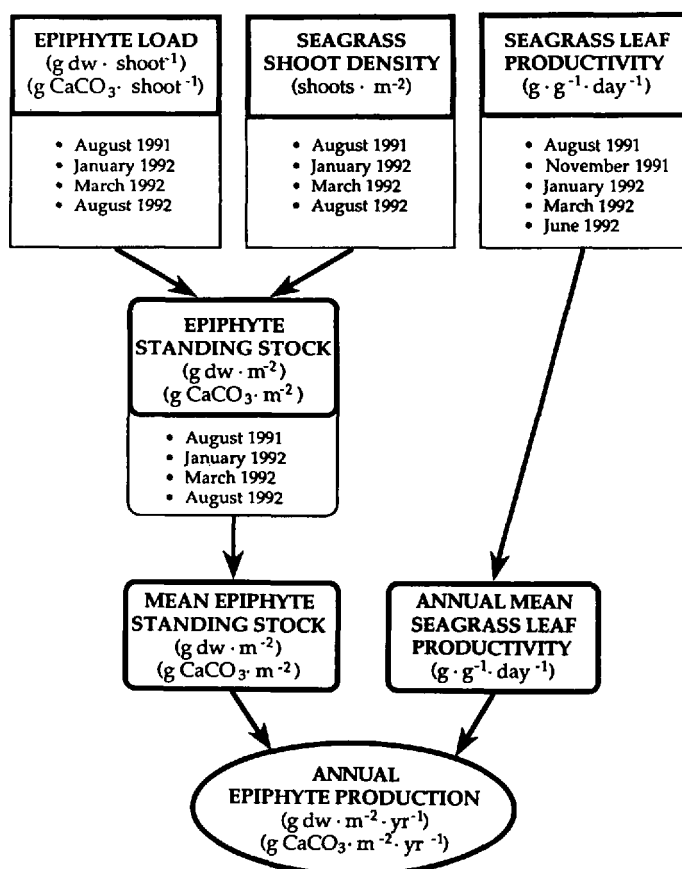 EPIPHYTE LOAD
(g dw · shoot⁻¹)
(g CaCO₃· shoot⁻¹)
• August 1991
• January 1992
• March 1992
• August 1992
SEAGRASS
SHOOT DENSITY
(shoots · m⁻²)
• August 1991
• January 1992
• March 1992
• August 1992
SEAGRASS LEAF
PRODUCTIVITY
(g · g⁻¹· day⁻¹)
• August 1991
• November 1991
• January 1992
• March 1992
• June 1992
EPIPHYTE
STANDING STOCK
(g dw · m⁻²)
(g CaCO₃· m⁻²)
• August 1991
• January 1992
• March 1992
• August 1992
MEAN EPIPHYTE
STANDING STOCK
(g dw · m⁻²)
(g CaCO₃· m⁻²)
ANNUAL MEAN
SEAGRASS LEAF
PRODUCTIVITY
(g · g⁻¹· day⁻¹)
ANNUAL
EPIPHYTE PRODUCTION
(g dw · m⁻²· yr⁻¹)
(g CaCO₃· m⁻²· yr⁻¹)